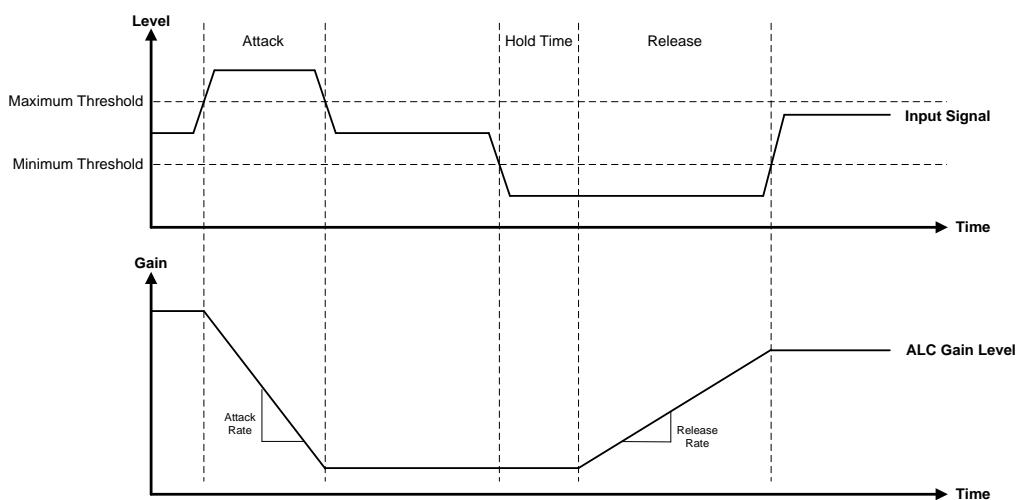 Level
Attack
Hold Time
Release
Maximum Threshold
Input Signal
Minimum Threshold
Time
Gain
ALC Gain Level
Attack
Rate
Release
Rate
Time